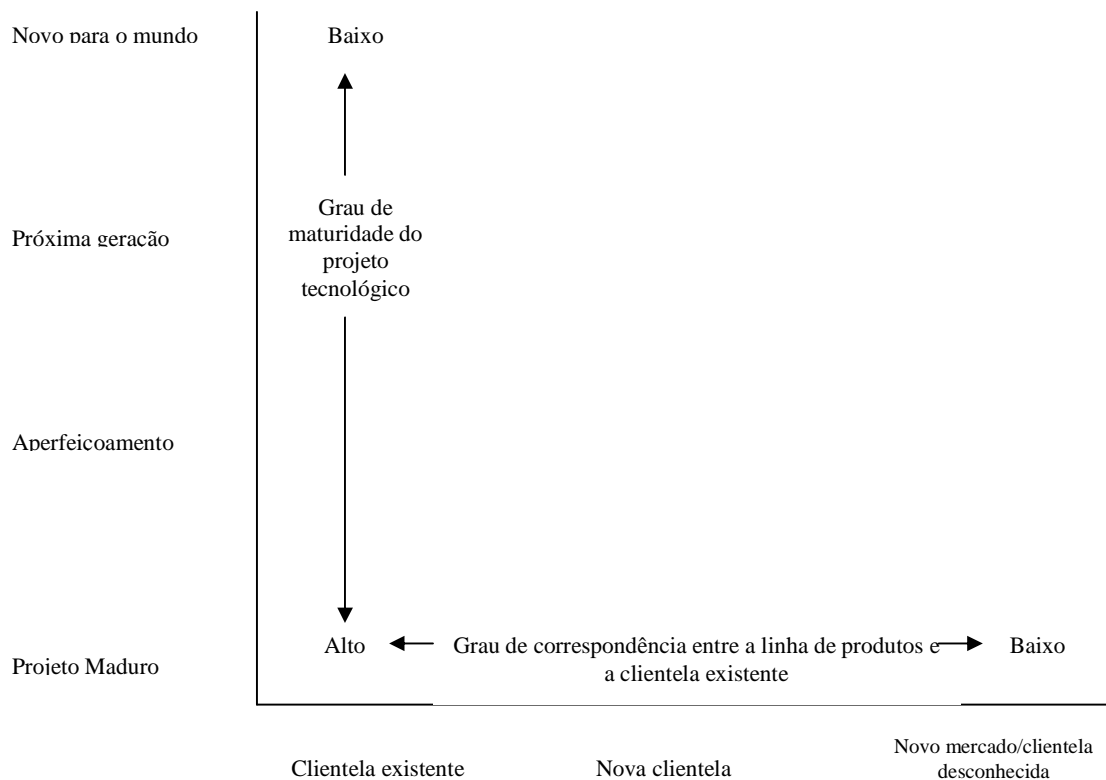 Novo para o mundo
Baixo
Grau de
maturidade do
projeto
tecnológico
Próxima geração
Aperfeiçoamento
Alto
Grau de correspondência entre a linha de produtos e
a clientela existente
Baixo
Projeto Maduro
Clientela existente
Nova clientela
Novo mercado/clientela
desconhecida